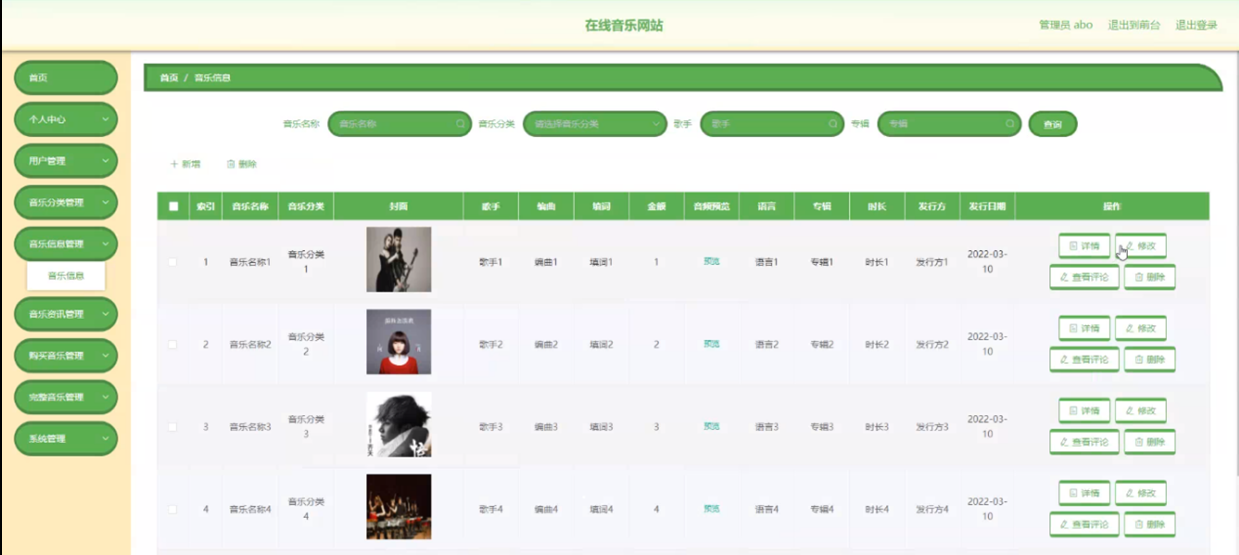 在线音乐网站
管理员 abo 退出到前台 退出登录
首页
个人中心
用户管理
音乐分类管理
音乐信息管理
音乐信息
音乐资讯管理
购买音乐管理
完整音乐管理
系统管理
首页 / 音乐信息
音乐名称 音乐名称 音乐分类 请选择音乐分类 歌手 歌手 专辑 专辑 查询
新增 删除
索引 音乐名称 音乐分类 封面 歌手 编曲 填词 金额 音频预览 语言 专辑 时长 发行方 发行日期 操作
1 音乐名称1 音乐分类1 歌手1 编曲1 填词1 1 预览 语言1 专辑1 时长1 发行方1 2022-03-10
详情 修改
查看评论 删除
2 音乐名称2 音乐分类2 歌手2 编曲2 填词2 2 预览 语言2 专辑2 时长2 发行方2 2022-03-10
详情 修改
查看评论 删除
3 音乐名称3 音乐分类3 歌手3 编曲3 填词3 3 预览 语言3 专辑3 时长3 发行方3 2022-03-10
详情 修改
查看评论 删除
4 音乐名称4 音乐分类4 歌手4 编曲4 填词4 4 预览 语言4 专辑4 时长4 发行方4 2022-03-10
详情 修改
查看评论 删除